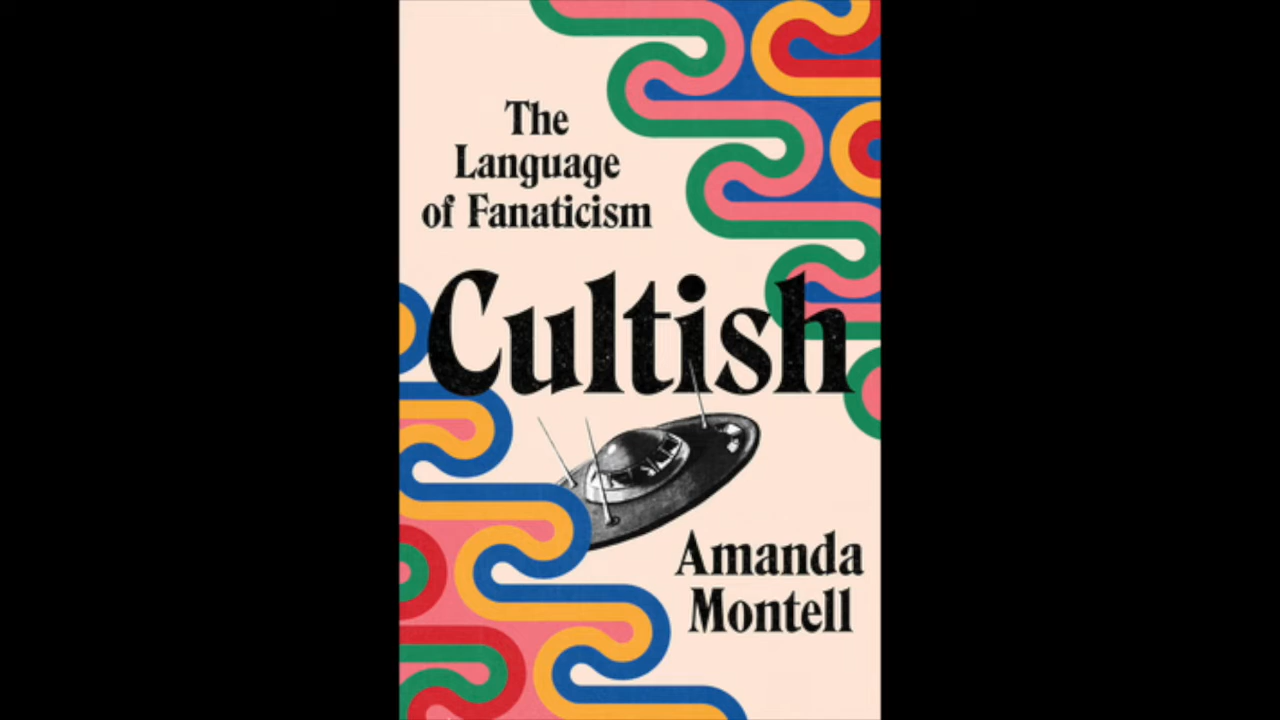 The
Language
of Fanaticism
Cultish
Amanda
Montell